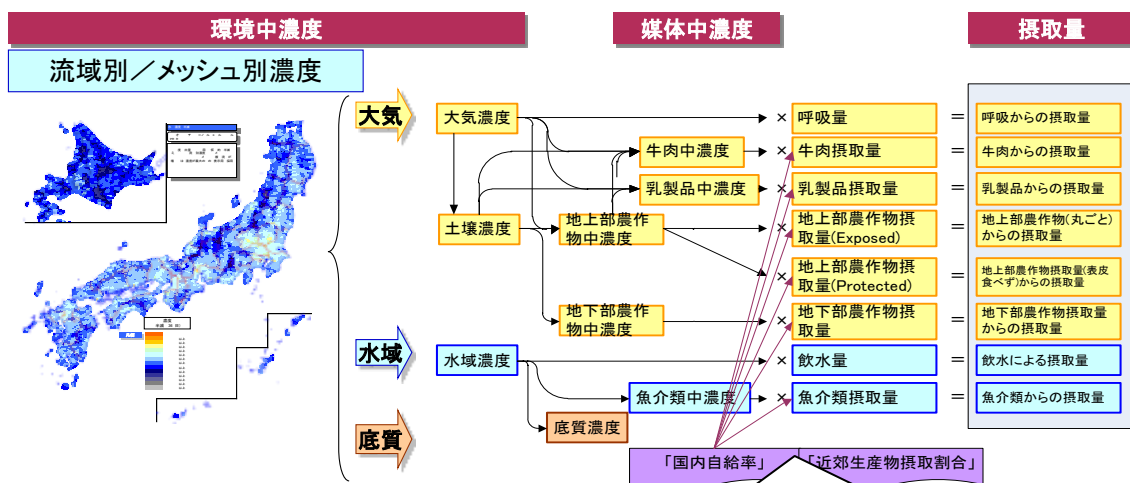 環境中濃度
媒体中濃度
摂取量
流域別／メッシュ別濃度
大気
大気濃度
×
呼吸量
=
呼吸からの摂取量
牛肉中濃度
×
牛肉摂取量
=
牛肉からの摂取量
乳製品中濃度
×
乳製品摂取量
=
乳製品からの摂取量
土壌濃度
地上部農作
物中濃度
×
地上部農作物摂
取量(Exposed)
=
地上部農作物(丸ごと)
からの摂取量
×
地上部農作物摂
取量(Protected)
=
地上部農作物摂取量(表皮
食べず)からの摂取量
地下部農作
物中濃度
×
地下部農作物摂
取量
=
地下部農作物摂取量
からの摂取量
水域
水域濃度
×
飲水量
=
飲水による摂取量
魚介類中濃度
×
魚介類摂取量
=
魚介類からの摂取量
底質
底質濃度
「国内自給率」
「近郊生産物摂取割合」